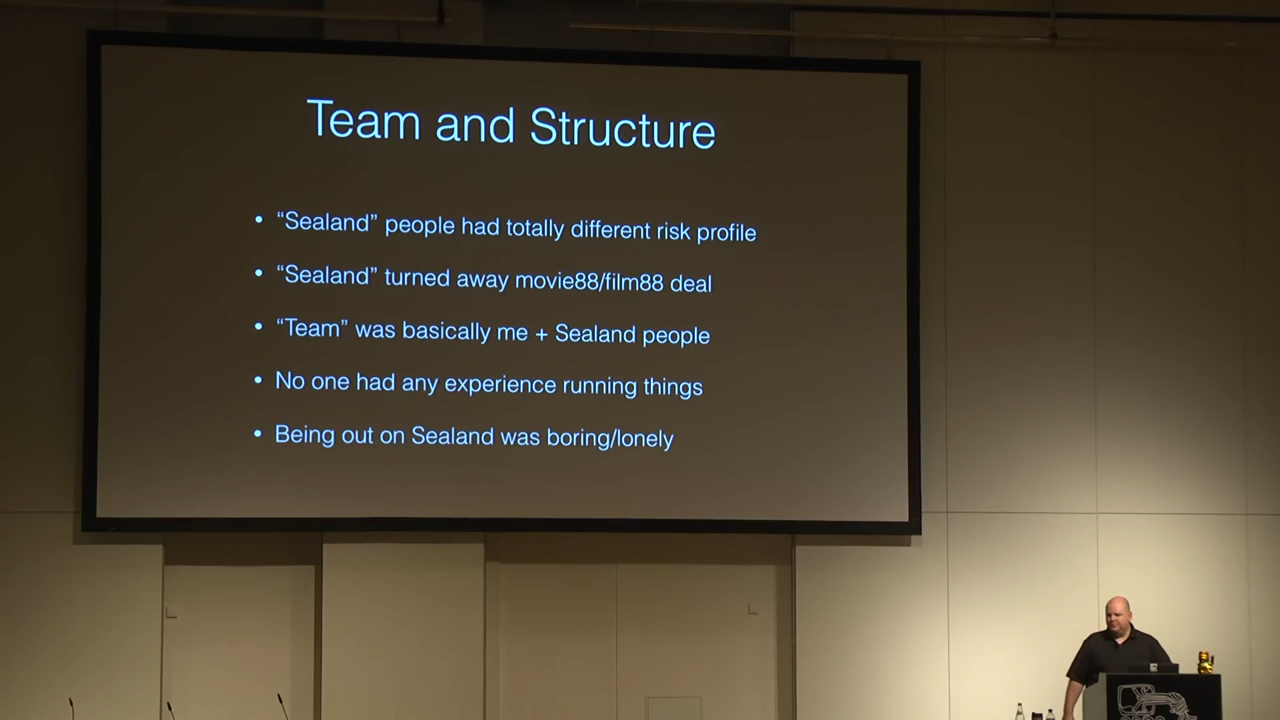 Team and Structure
• “Sealand” people had totally different risk profile
• “Sealand” turned away movie88/film88 deal
• “Team” was basically me + Sealand people
• No one had any experience running things
• Being out on Sealand was boring/lonely